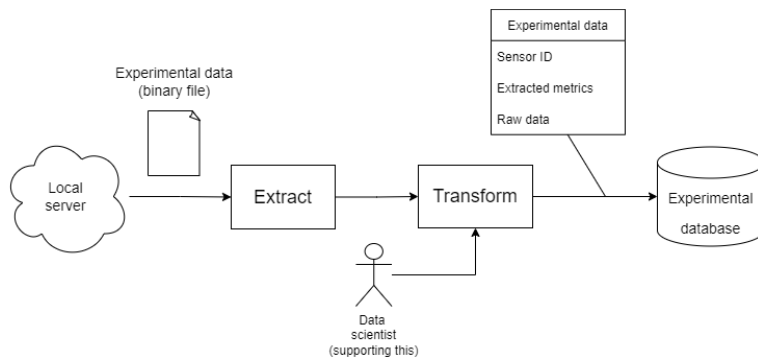 Experimental data
Sensor ID
Extracted metrics
Raw data
Experimental data
(binary file)
Local
server
Extract
Transform
Experimental
database
Data
scientist
(supporting this)